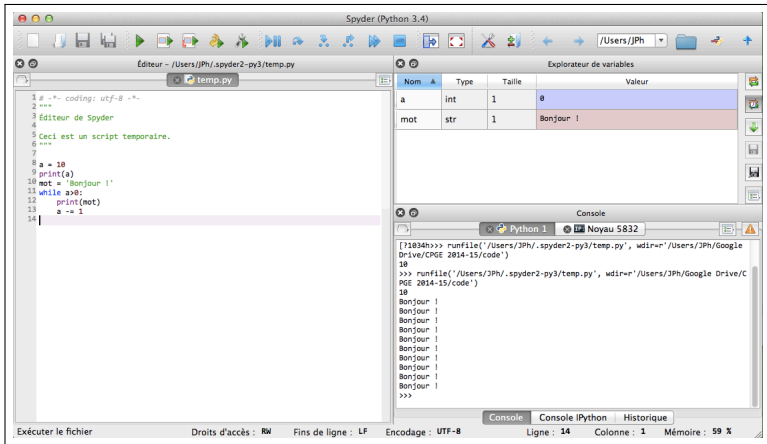 Spyder (Python 3.4)
/Users/JPh
Éditeur – /Users/JPh/.spyder2-py3/temp.py
temp.py
1 # -*- coding: utf-8 -*-
2 """
3 Éditeur de Spyder
4
5 Ceci est un script temporaire.
6 """
7
8 a = 10
9 print(a)
10 mot = 'Bonjour !'
11 while a>0:
12 print(mot)
13 a -= 1
14
Explorateur de variables
Nom Type Taille Valeur
a int 1 0
mot str 1 Bonjour !
Console
Python 1 Noyau 5832
[?1034h>>> runfile('/Users/JPh/.spyder2-py3/temp.py', wdir=r'/Users/JPh/Google
Drive/CPGE 2014-15/code')
10
>>> runfile('/Users/JPh/.spyder2-py3/temp.py', wdir=r'/Users/JPh/Google Drive/C
PGE 2014-15/code')
10
Bonjour !
Bonjour !
Bonjour !
Bonjour !
Bonjour !
Bonjour !
Bonjour !
Bonjour !
Bonjour !
Bonjour !
>>>
Console Console IPython Historique
Exécuter le fichier Droits d'accès : RW Fins de ligne : LF Encodage : UTF-8 Ligne : 14 Colonne : 1 Mémoire : 59 %